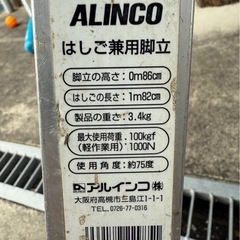 ALINCO
はしご兼用脚立
脚立の高さ：0m86cm
はしごの長さ：1m82cm
製品の重さ：3.4kg
最大使用荷重：100kgf
(軽作業用) 1000N
使用角度：約75度
アルインコ(株)
大阪府高槻市三島江1-1-1
TEL.0726-77-0316